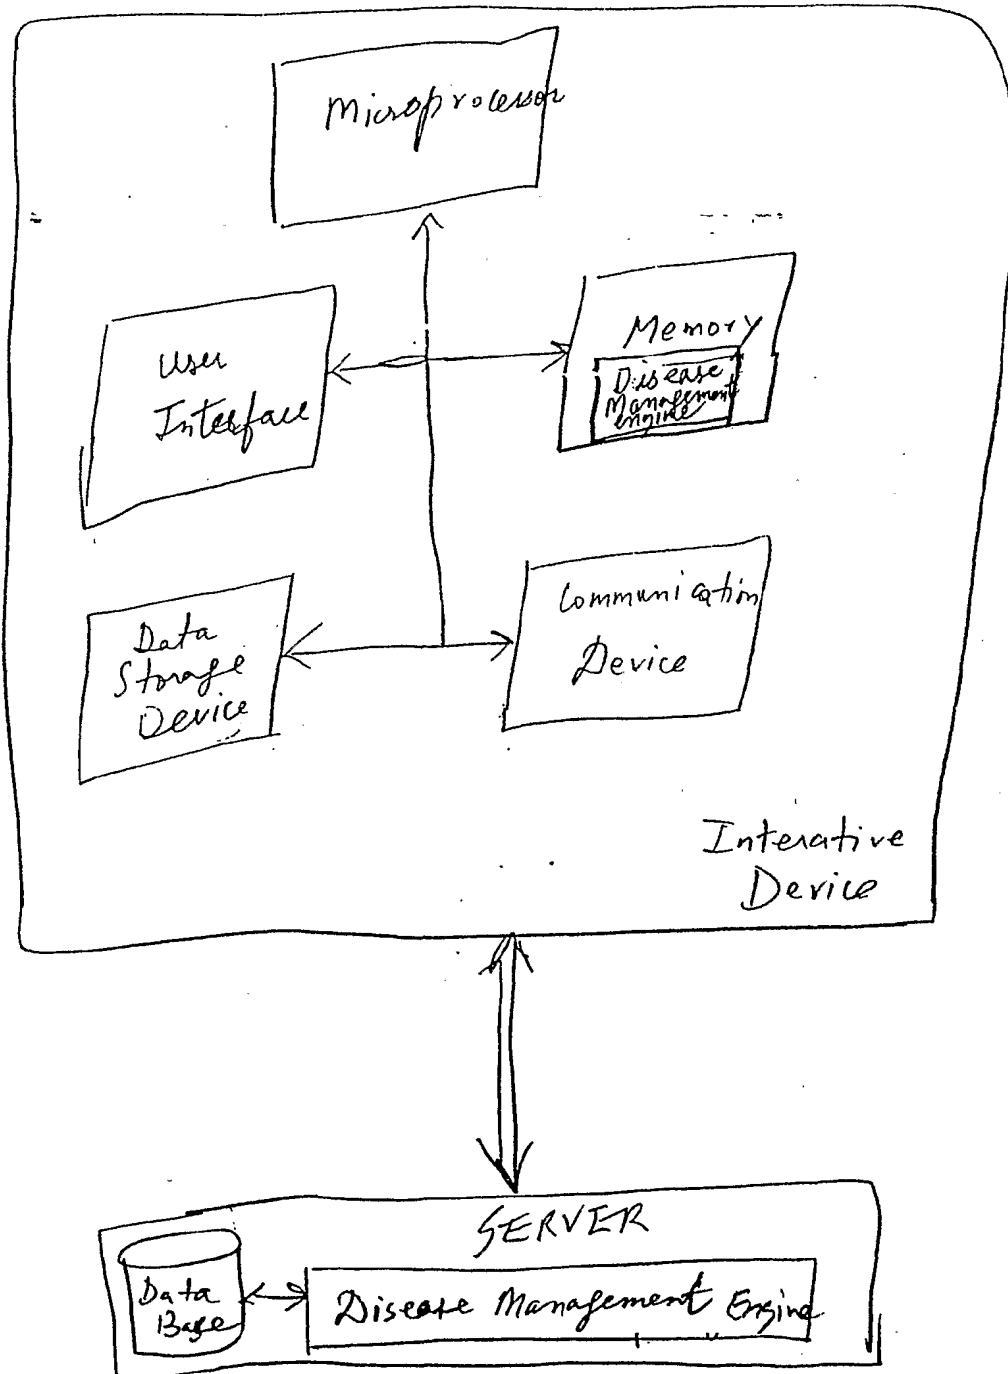 Microprocessor
User
Interface
Memory
Disease
Management
engine
Data
Storage
Device
Communication
Device
Interative
Device
SERVER
Data
Base
Disease Management Engine